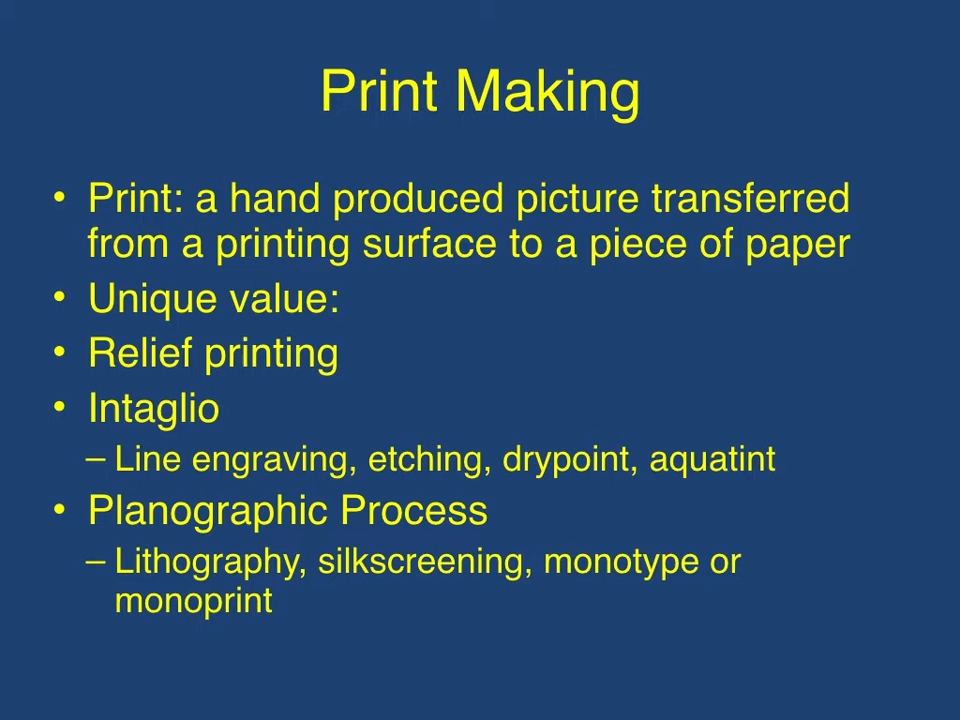 Print Making
• Print: a hand produced picture transferred
from a printing surface to a piece of paper
• Unique value:
• Relief printing
• Intaglio
– Line engraving, etching, drypoint, aquatint
• Planographic Process
– Lithography, silkscreening, monotype or
monoprint